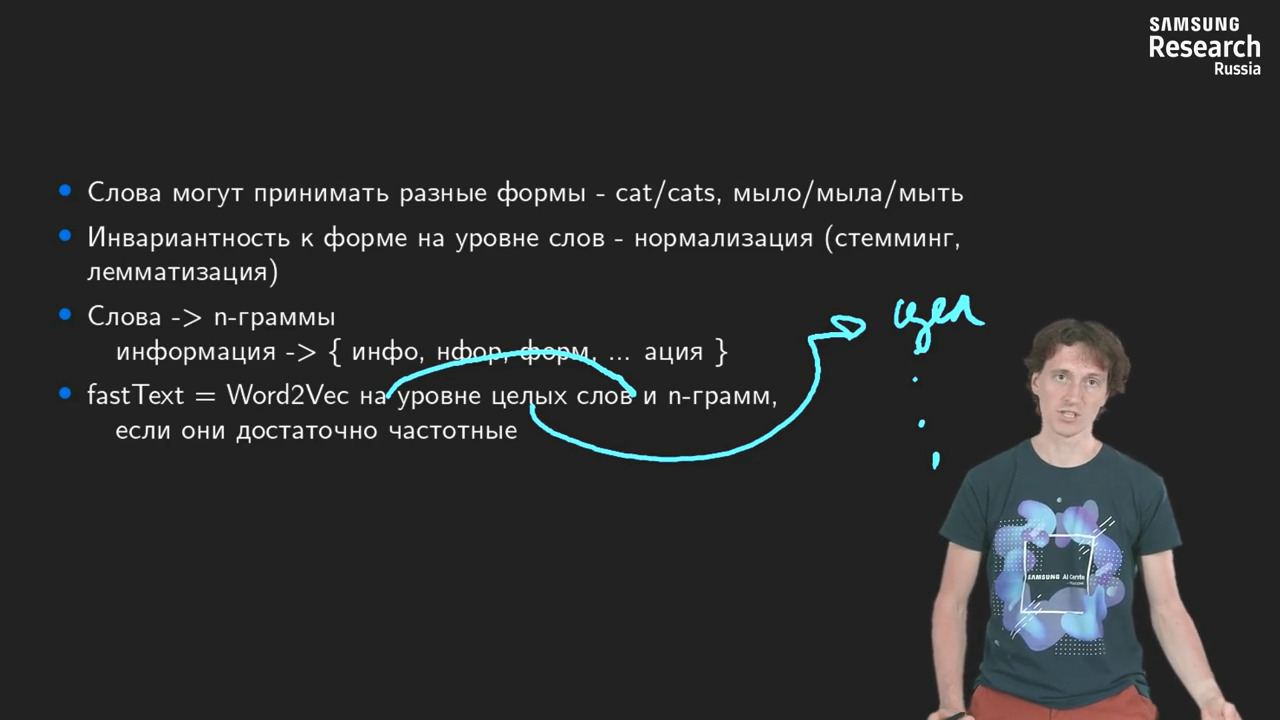 SAMSUNG
Research
Russia
Слова могут принимать разные формы - cat/cats, мыло/мыла/мыть
Инвариантность к форме на уровне слов - нормализация (стемминг,
лемматизация)
Слова -> n-граммы
информация -> { инфо, нфор, форм, ... ация }
цел
fastText = Word2Vec на уровне целых слов и n-грамм,
если они достаточно частотные
SAMSUNG AI Center